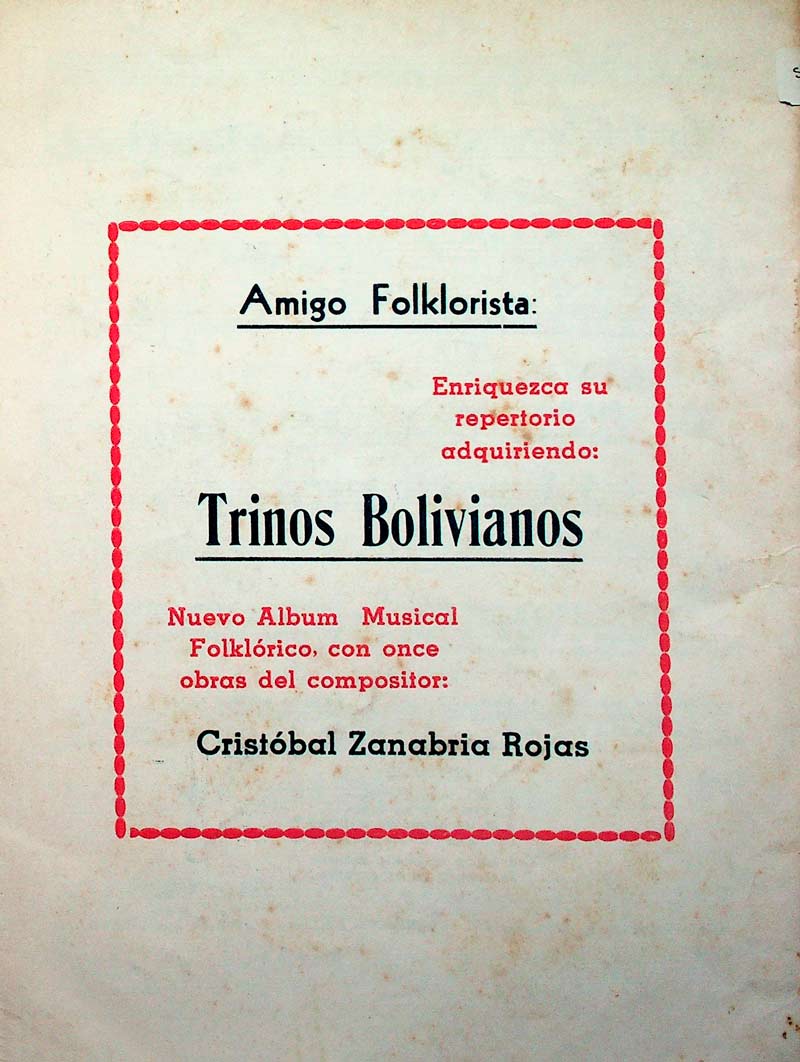 Amigo Folklorista:
Enriquezca su
repertorio
adquiriendo:
Trinos Bolivianos
Nuevo Album Musical
Folklórico, con once
obras del compositor:
Cristóbal Zanabria Rojas